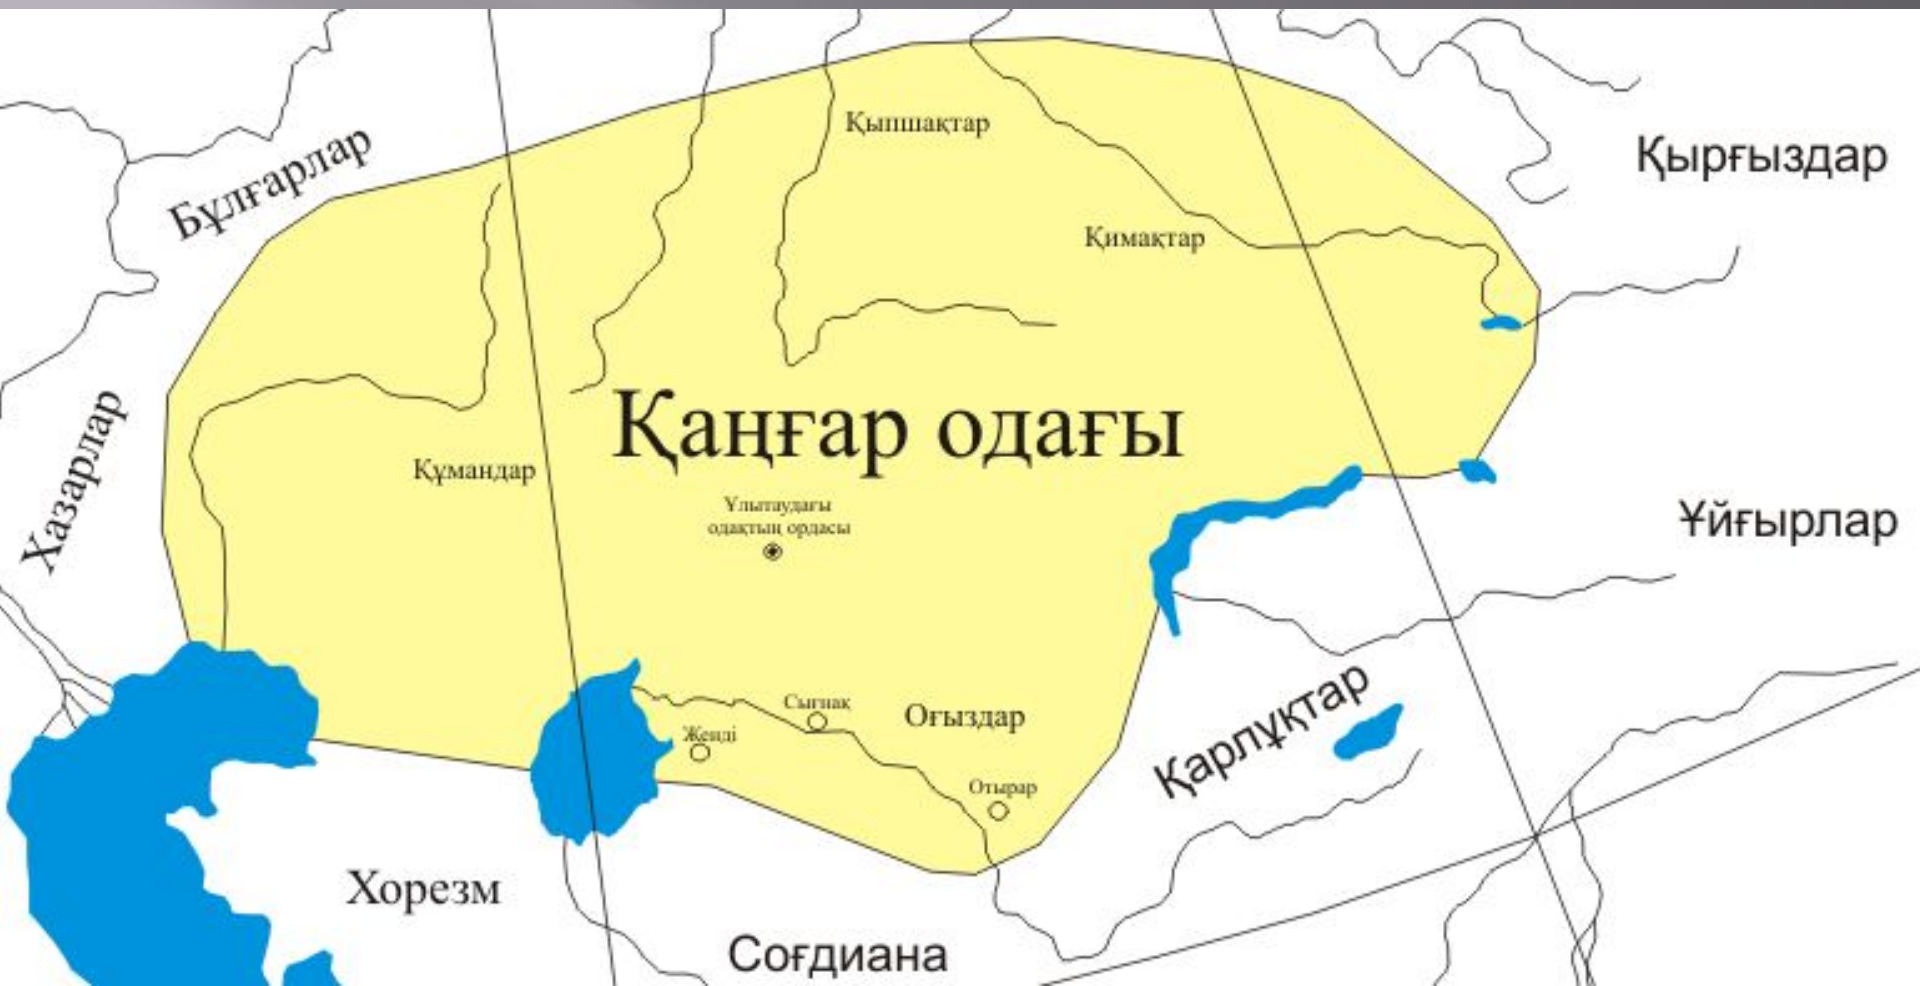 Қыпшақтар
Қырғыздар
Бұлғарлар
Қимақтар
Қаңғар одағы
Құмандар
Хазарлар
Ұлытаудағы
одақтың ордасы
Ұйғырлар
Сығнақ
Оғыздар
Женді
Қарлұқтар
Отырар
Хорезм
Соғдиана